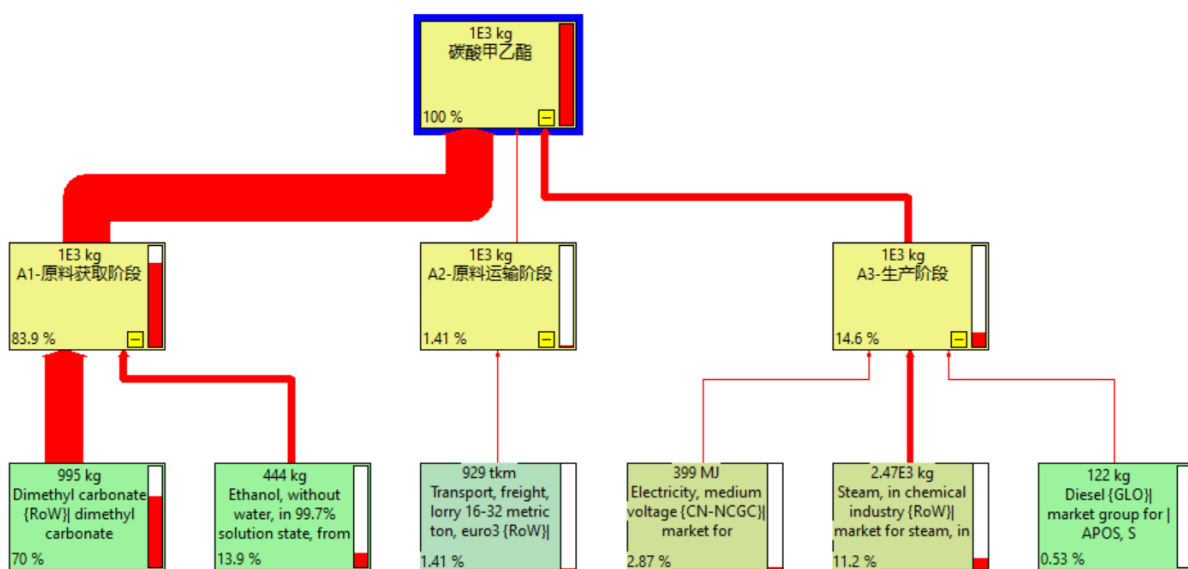 1E3 kg
碳酸甲乙酯
100 %
1E3 kg
A1-原料获取阶段
83.9 %
1E3 kg
A2-原料运输阶段
1.41 %
1E3 kg
A3-生产阶段
14.6 %
995 kg
Dimethyl carbonate
{RoW}| dimethyl
carbonate
70 %
444 kg
Ethanol, without
water, in 99.7%
solution state, from
13.9 %
929 tkm
Transport, freight,
lorry 16-32 metric
ton, euro3 {RoW}|
1.41 %
399 MJ
Electricity, medium
voltage {CN-NCGC}|
market for
2.87 %
2.47E3 kg
Steam, in chemical
industry {RoW}|
market for steam, in
11.2 %
122 kg
Diesel {GLO}|
market group for |
APOS, S
0.53 %